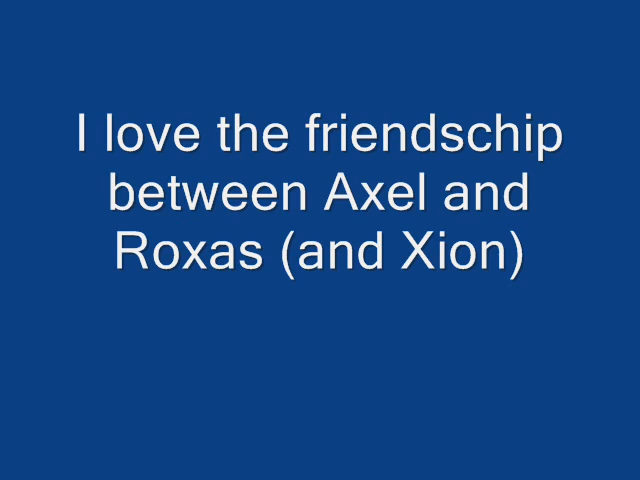 I love the friendschip
between Axel and
Roxas (and Xion)